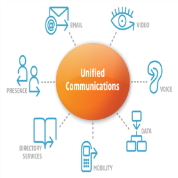 EMAIL
VIDEO
Unified
Communications
PRESENCE
VOICE
DIRECTORY
SERVICES
DATA
MOBILITY